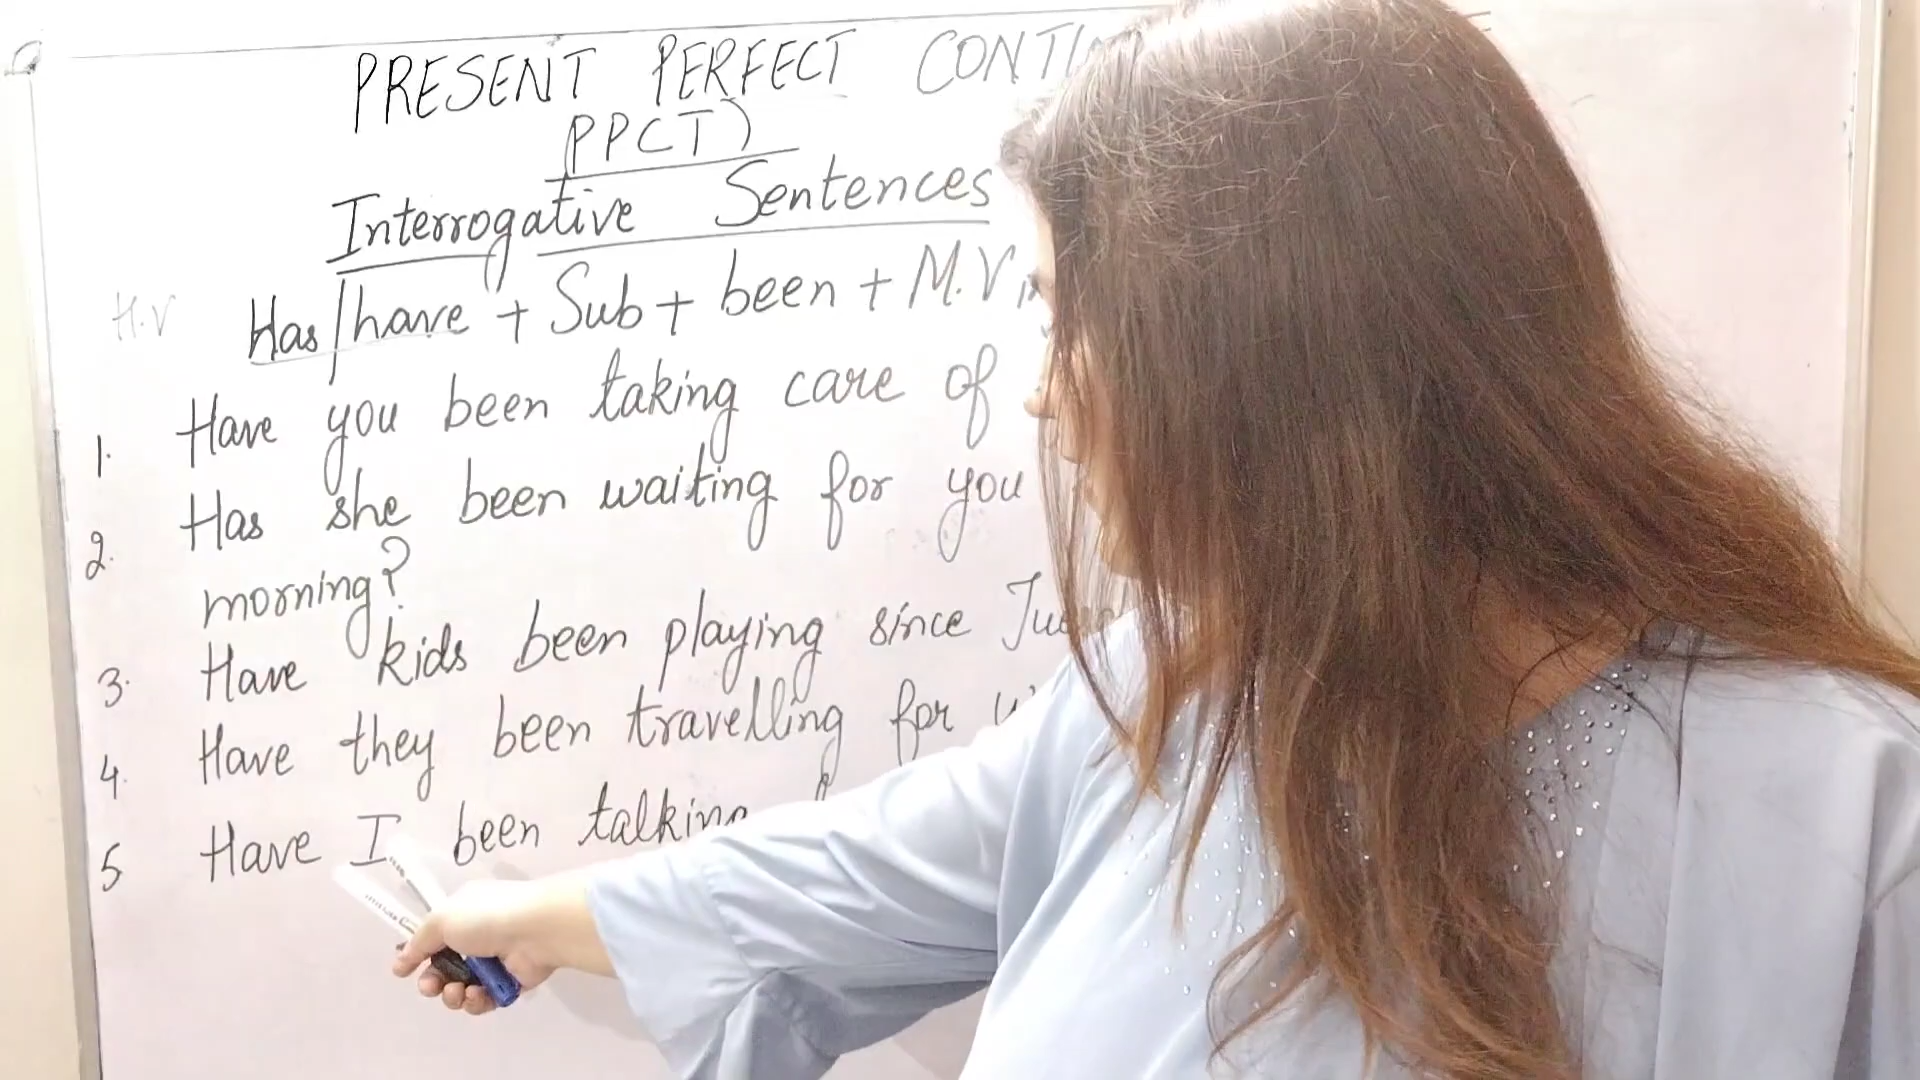 PRESENT PERFECT
PPCT)
Interrogative Sentences
H.V Has/have + Sub + been + M.V
1. Have you been taking care of
2. Has she been waiting for you
morning?
3. Have kids been playing since
4. Have they been travelling for
5 Have I been talking